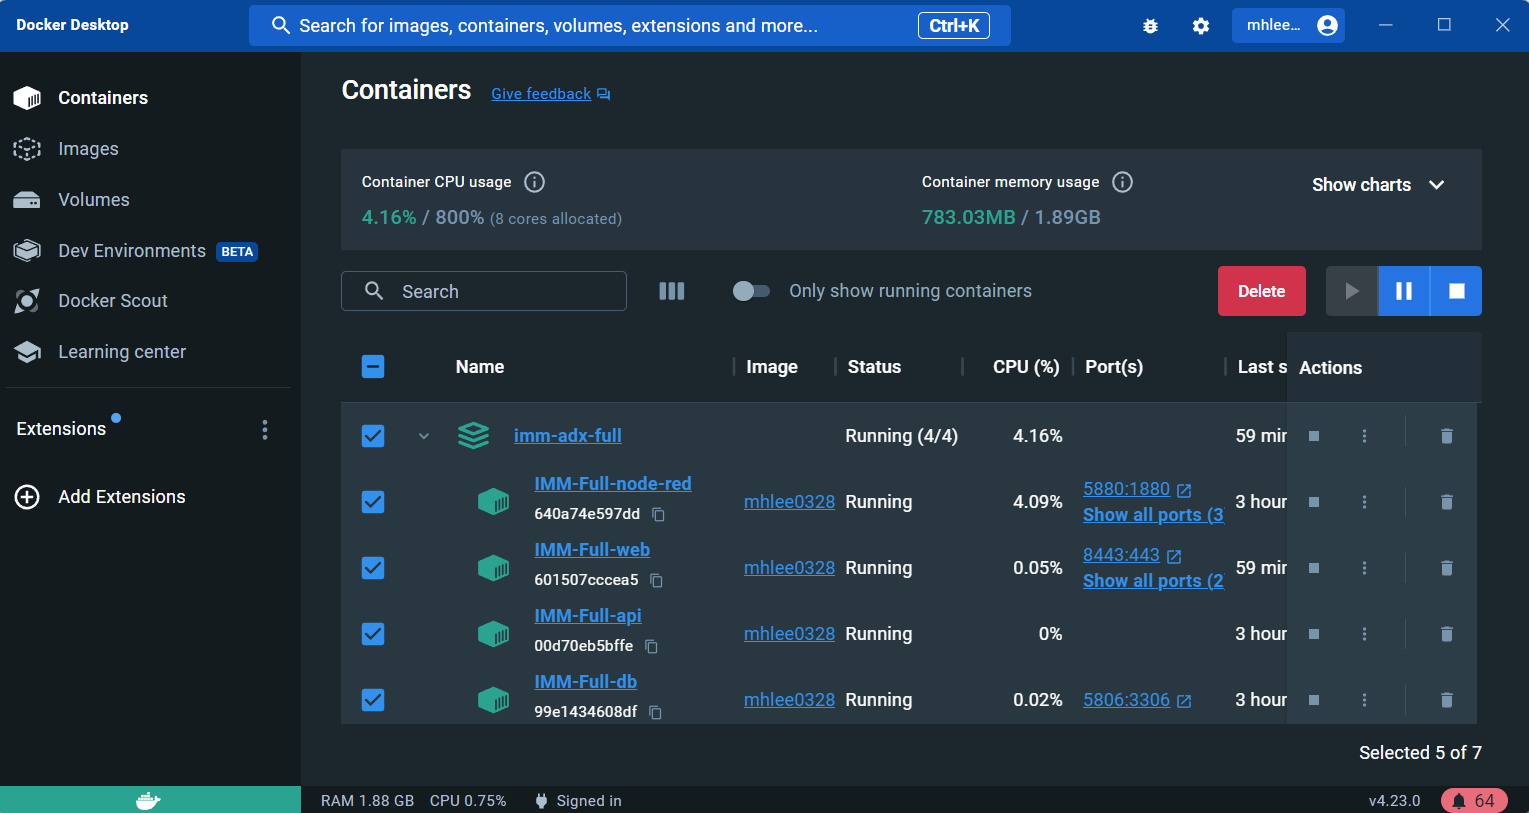 Docker Desktop
Search for images, containers, volumes, extensions and more...
Ctrl+K
mhlee...
Containers
Images
Volumes
Dev Environments BETA
Docker Scout
Learning center
Extensions
Add Extensions
Containers Give feedback
Container CPU usage
4.16% / 800% (8 cores allocated)
Container memory usage
783.03MB / 1.89GB
Show charts
Search
Only show running containers
Delete
Name Image Status CPU (%) Port(s) Last s Actions
imm-adx-full Running (4/4) 4.16% 59 min
IMM-Full-node-red
640a74e597dd
mhlee0328 Running 4.09%
5880:1880
Show all ports (3
3 hour
IMM-Full-web
601507cccea5
mhlee0328 Running 0.05%
8443:443
Show all ports (2
59 min
IMM-Full-api
00d70eb5bffe
mhlee0328 Running 0% 3 hour
IMM-Full-db
99e1434608df
mhlee0328 Running 0.02% 5806:3306 3 hour
Selected 5 of 7
RAM 1.88 GB CPU 0.75% Signed in v4.23.0 64